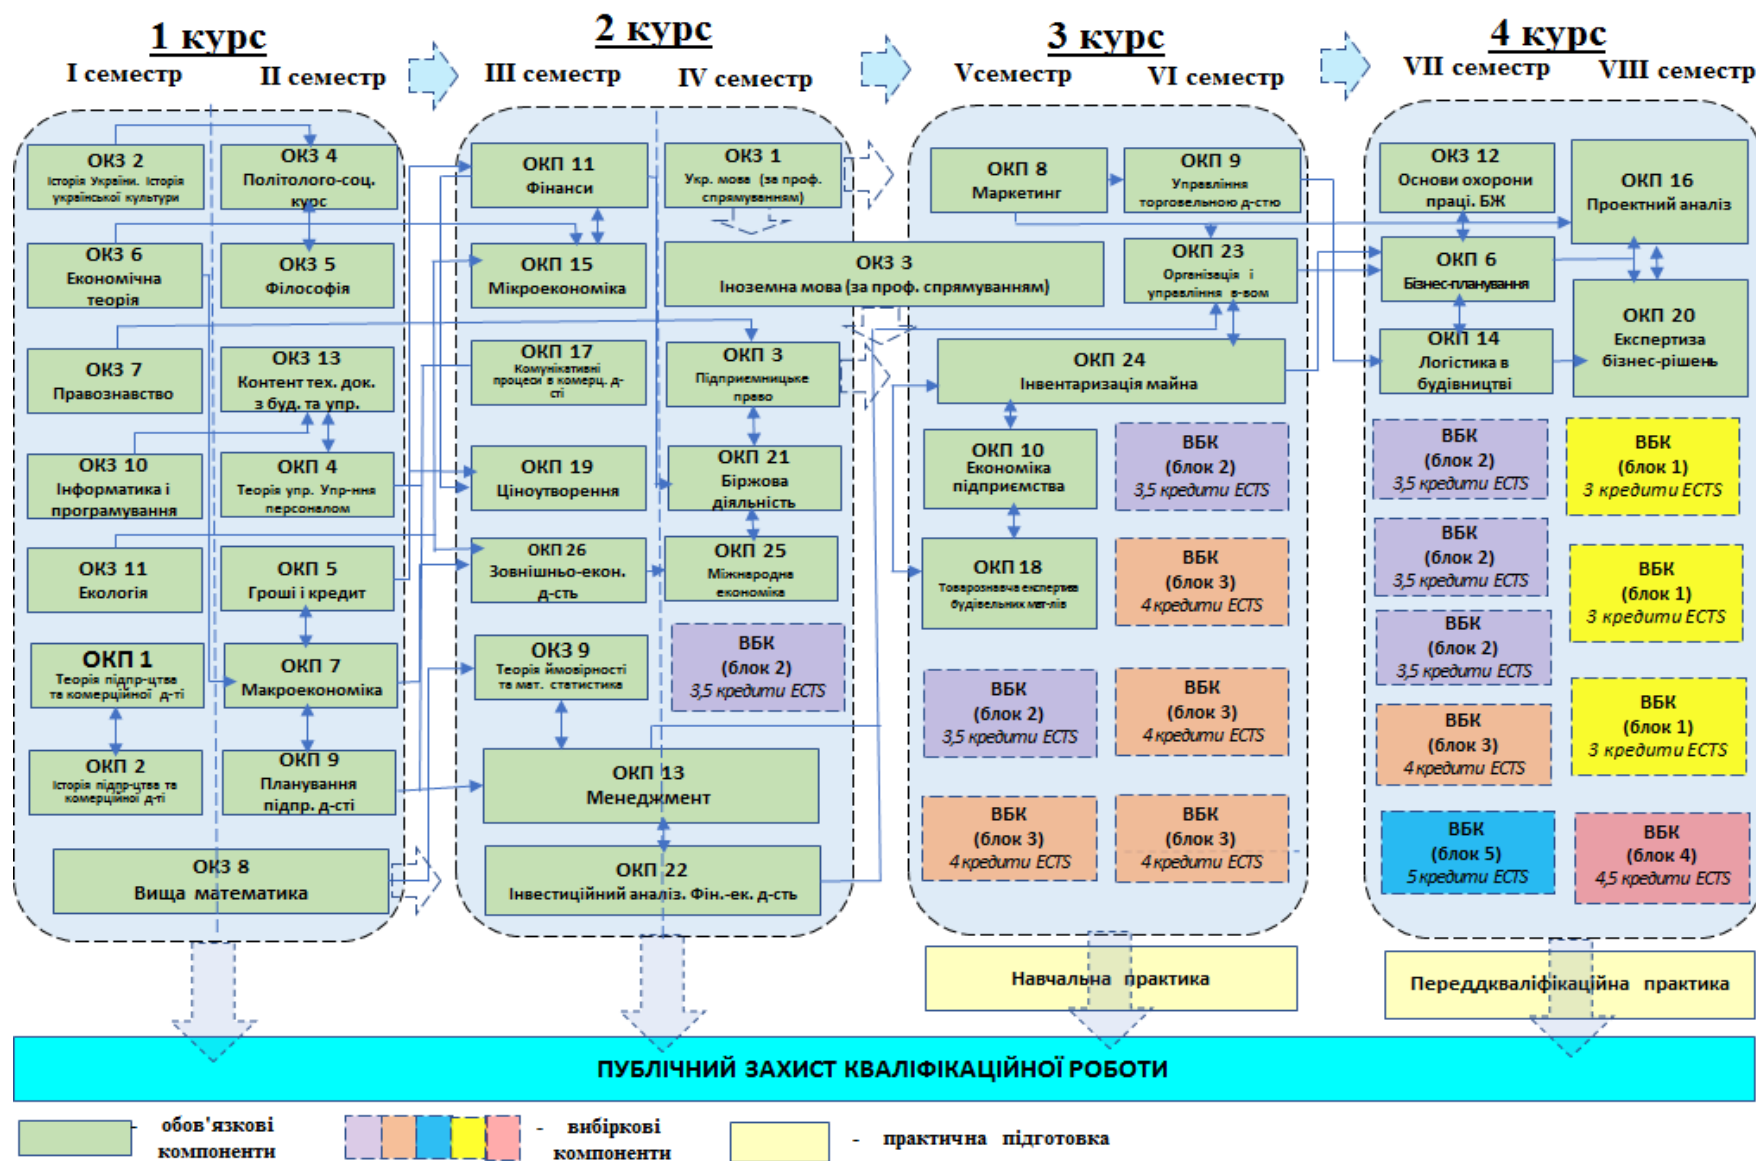 1 курс
2 курс
3 курс
4 курс
I семестр
II семестр
III семестр
IV семестр
Vсеместр
VI семестр
VII семестр
VIII семестр
ОКЗ 2
Історія України. Історія
української культури
ОКЗ 6
Економічна
теорія
ОКЗ 7
Правознавство
ОКЗ 10
Інформатика і
програмування
ОКЗ 11
Екологія
ОКП 1
Теорія підпр-цтва
та комерційної д-ті
ОКП 2
Історія підпр-цтва та
комерційної д-ті
ОКЗ 4
Політолого-соц.
курс
ОКЗ 5
Філософія
ОКЗ 13
Контент тех. док.
з буд. та упр.
ОКП 4
Теорія упр. Упр-ння
персоналом
ОКП 5
Гроші і кредит
ОКП 7
Макроекономіка
ОКП 9
Планування
підпр. д-сті
ОКЗ 8
Вища математика
ОКП 11
Фінанси
ОКП 15
Мікроекономіка
ОКП 17
Комунікативні
процеси в комерц. д-
сті
ОКП 19
Ціноутворення
ОКП 26
Зовнішньо-екон.
д-сть
ОКЗ 9
Теорія ймовірності
та мат. статистика
ОКЗ 1
Укр. мова (за проф.
спрямуванням)
ОКЗ 3
Іноземна мова (за проф. спрямуванням)
ОКП 3
Підприємницьке
право
ОКП 21
Біржова
діяльність
ОКП 25
Міжнародна
економіка
ВБК
(блок 2)
3,5 кредити ECTS
ОКП 13
Менеджмент
ОКП 22
Інвестиційний аналіз. Фін.-ек. д-сть
ОКП 8
Маркетинг
ОКП 9
Управління
торговельною д-стю
ОКП 23
Організація і
управління в-вом
ОКП 24
Інвентаризація майна
ОКП 10
Економіка
підприємства
ОКП 18
Товарознавча експертиза
будівельних мат-лів
ВБК
(блок 2)
3,5 кредити ECTS
ВБК
(блок 3)
4 кредити ECTS
ВБК
(блок 2)
3,5 кредити ECTS
ВБК
(блок 3)
4 кредити ECTS
ВБК
(блок 3)
4 кредити ECTS
ВБК
(блок 3)
4 кредити ECTS
ОКЗ 12
Основи охорони
праці. БЖ
ОКП 6
Бізнес-планування
ОКП 14
Логістика в
будівництві
ВБК
(блок 2)
3,5 кредити ECTS
ВБК
(блок 2)
3,5 кредити ECTS
ВБК
(блок 2)
3,5 кредити ECTS
ВБК
(блок 3)
4 кредити ECTS
ВБК
(блок 5)
5 кредити ECTS
ОКП 16
Проектний аналіз
ОКП 20
Експертиза
бізнес-рішень
ВБК
(блок 1)
3 кредити ECTS
ВБК
(блок 1)
3 кредити ECTS
ВБК
(блок 1)
3 кредити ECTS
ВБК
(блок 4)
4,5 кредити ECTS
Навчальна практика
Переддкваліфікаційна практика
ПУБЛІЧНИЙ ЗАХИСТ КВАЛІФІКАЦІЙНОЇ РОБОТИ
- обов'язкові
компоненти
- вибіркові
компоненти
- практична підготовка